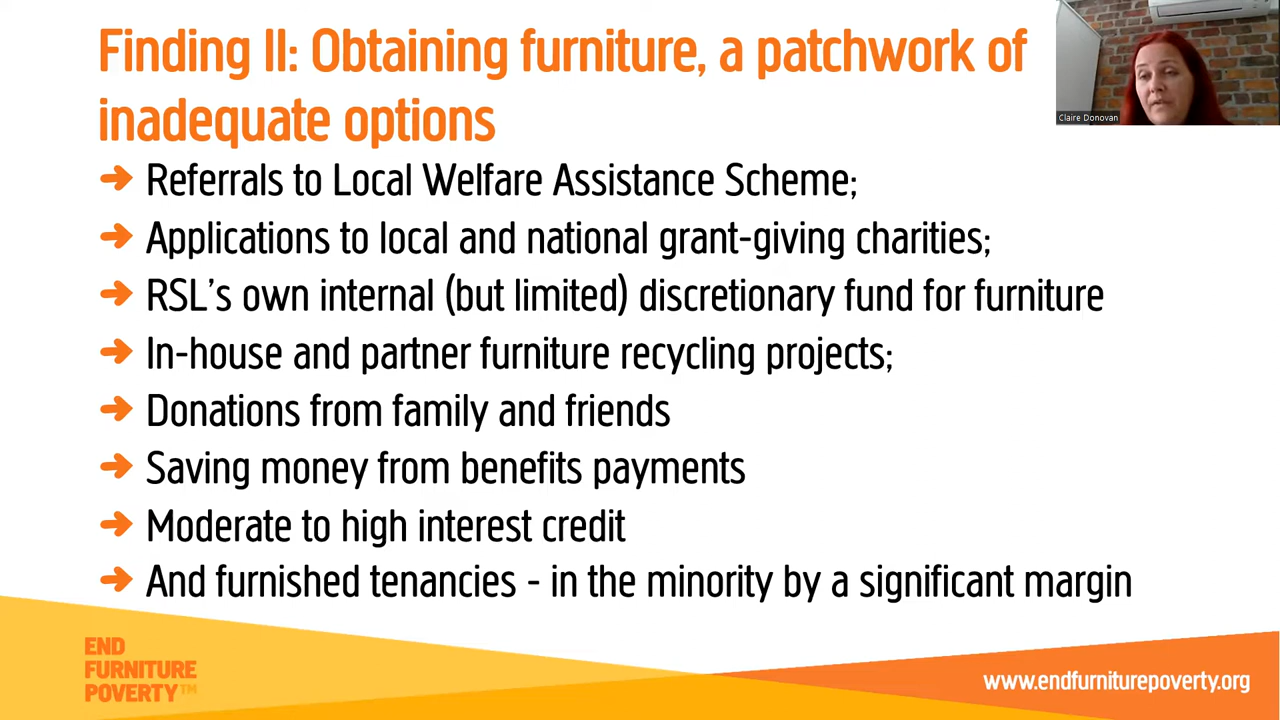 Finding II: Obtaining furniture, a patchwork of
inadequate options
Referrals to Local Welfare Assistance Scheme;
Applications to local and national grant-giving charities;
RSL's own internal (but limited) discretionary fund for furniture
In-house and partner furniture recycling projects;
Donations from family and friends
Saving money from benefits payments
Moderate to high interest credit
And furnished tenancies - in the minority by a significant margin
Claire Donovan
END
FURNITURE
POVERTY™
www.endfurniturepoverty.org